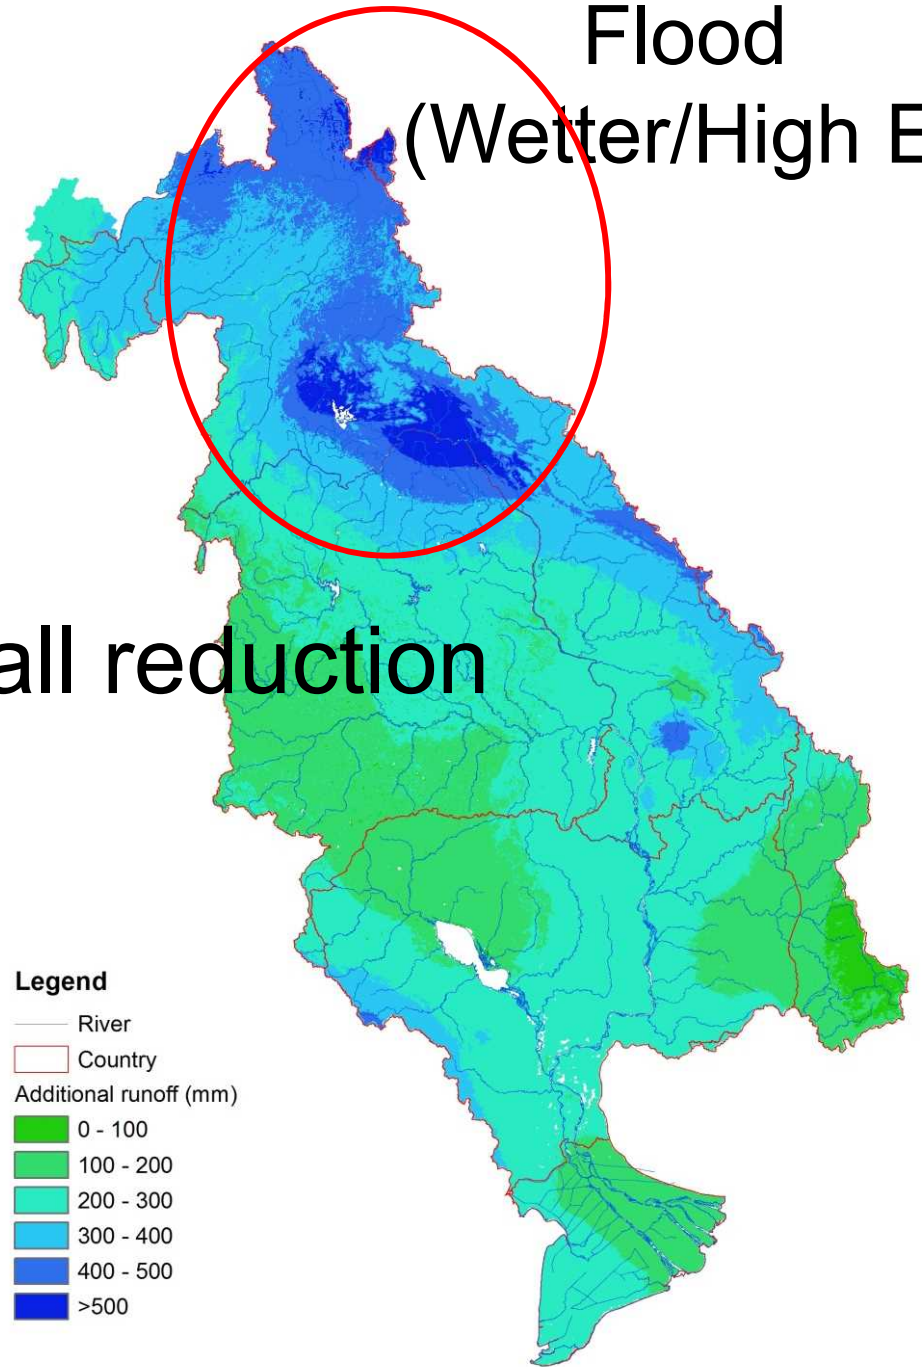 Flood
(Wetter/High E
all reduction
Legend
River
Country
Additional runoff (mm)
0 - 100
100 - 200
200 - 300
300 - 400
400 - 500
>500